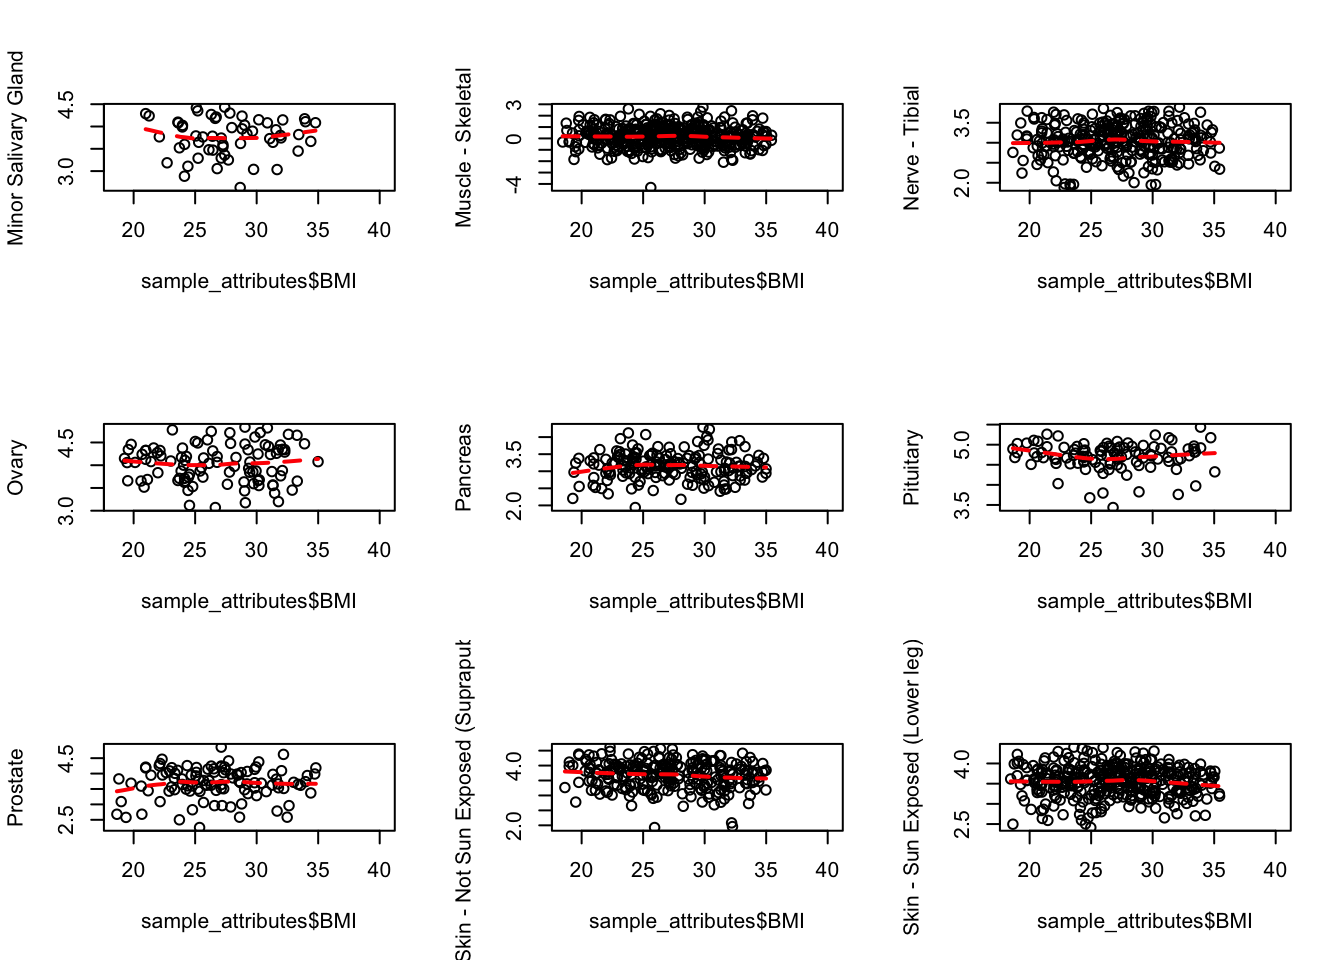 Minor Salivary Gland
4.5
3.0
20 25 30 35 40
sample_attributes$BMI
Muscle - Skeletal
3
0
-4
20 25 30 35 40
sample_attributes$BMI
Nerve - Tibial
3.5
2.0
20 25 30 35 40
sample_attributes$BMI
Ovary
4.5
3.0
20 25 30 35 40
sample_attributes$BMI
Pancreas
3.5
2.0
20 25 30 35 40
sample_attributes$BMI
Pituitary
5.0
3.5
20 25 30 35 40
sample_attributes$BMI
Prostate
4.5
2.5
20 25 30 35 40
sample_attributes$BMI
Skin - Not Sun Exposed (Suprapub
4.0
2.0
20 25 30 35 40
sample_attributes$BMI
Skin - Sun Exposed (Lower leg)
4.0
2.5
20 25 30 35 40
sample_attributes$BMI